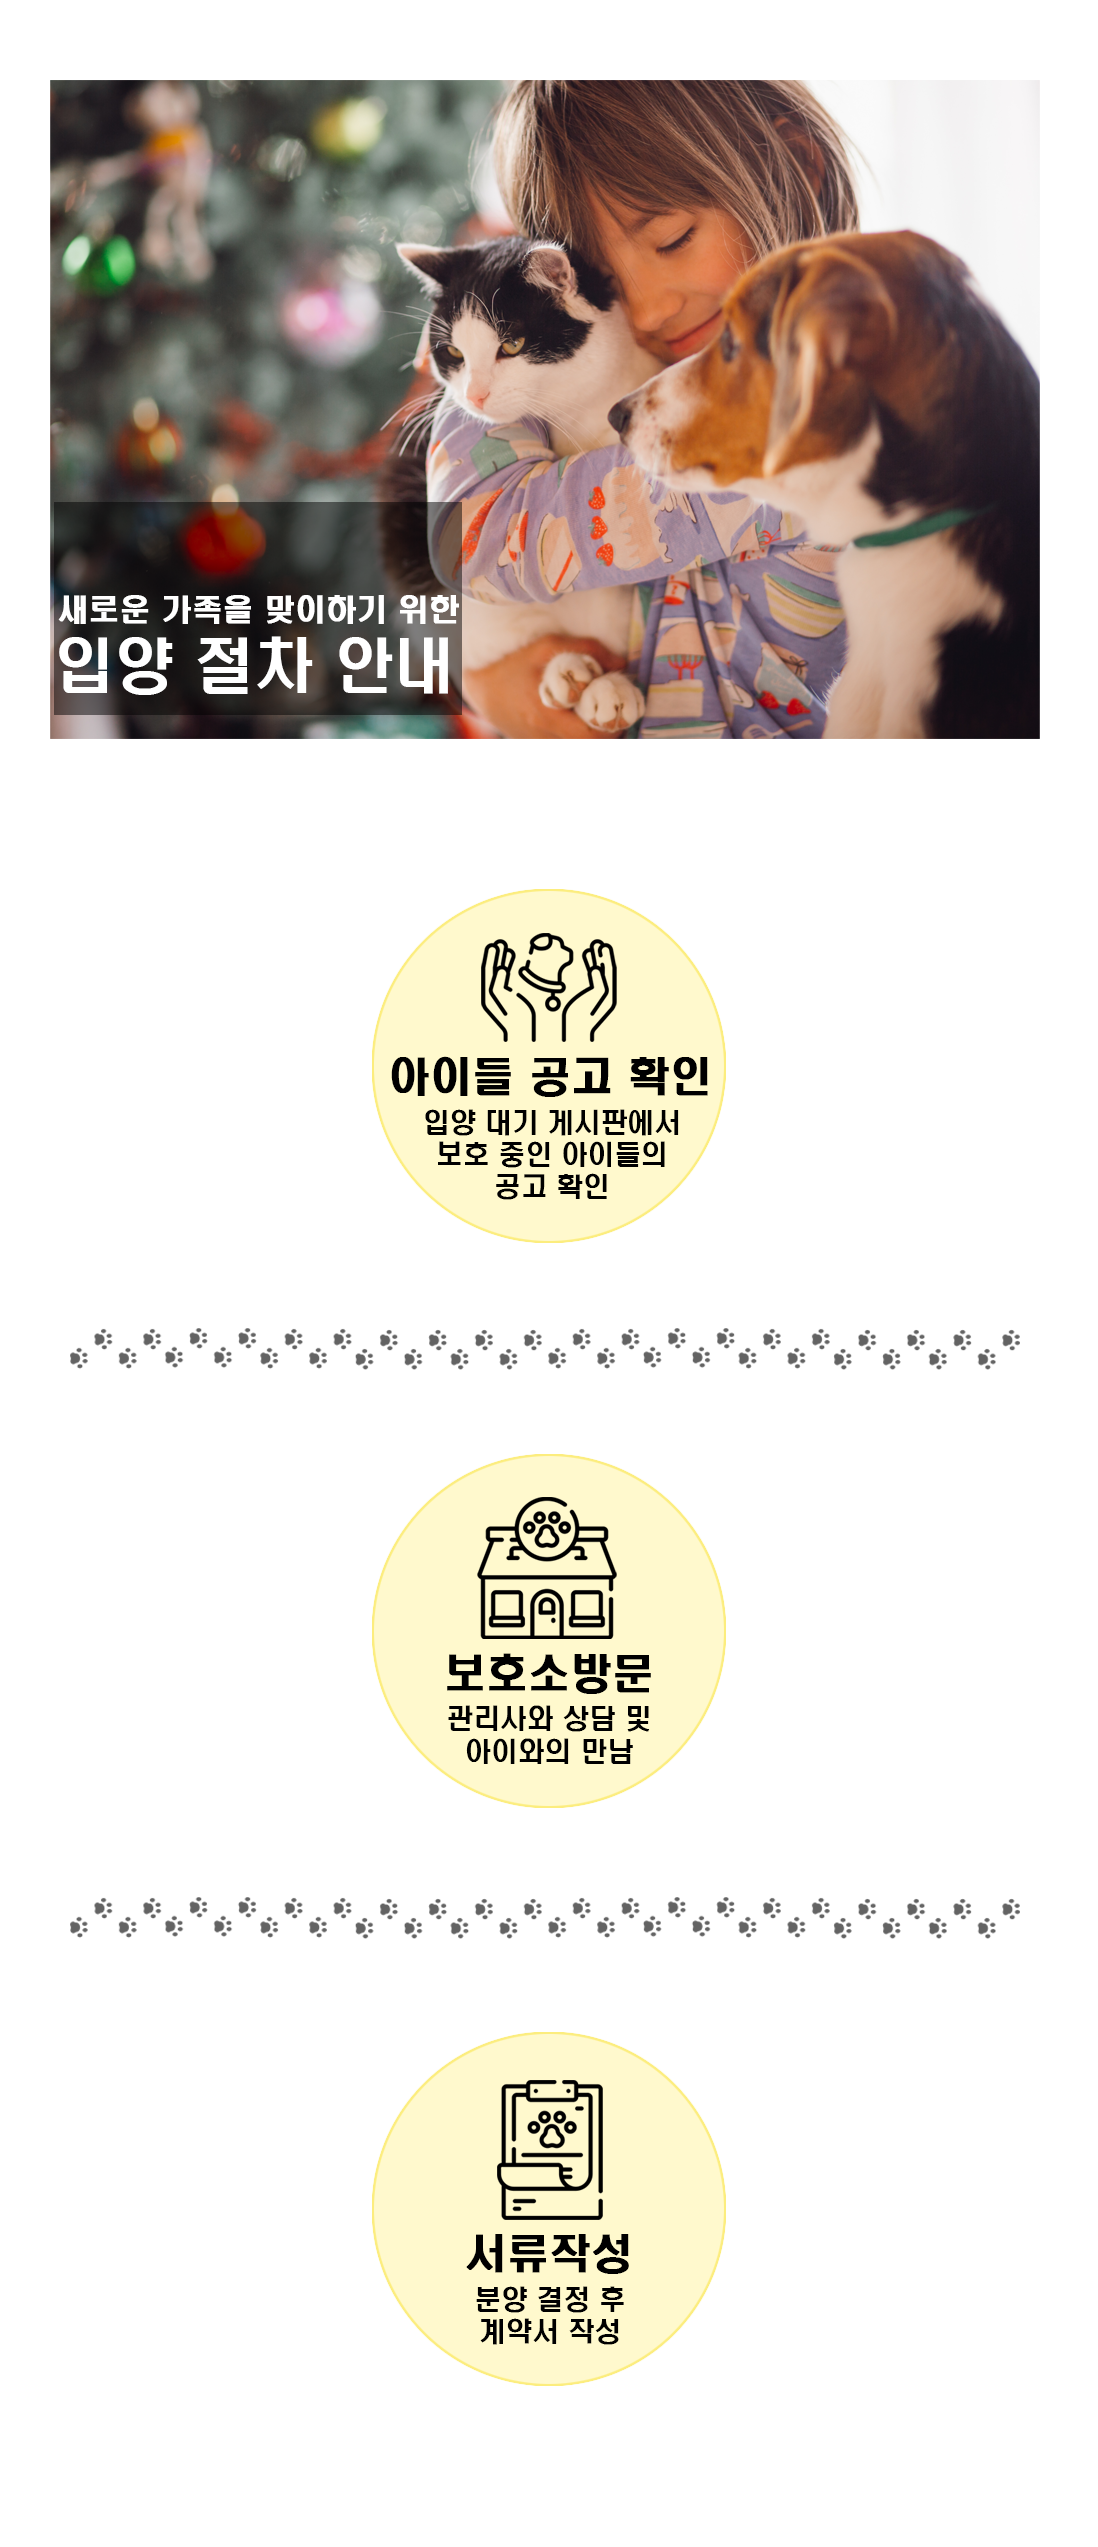 새로운 가족을 맞이하기 위한
입양 절차 안내
아이들 공고 확인
입양 대기 게시판에서
보호 중인 아이들의
공고 확인
보호소방문
관리사와 상담 및
아이와의 만남
서류작성
분양 결정 후
계약서 작성